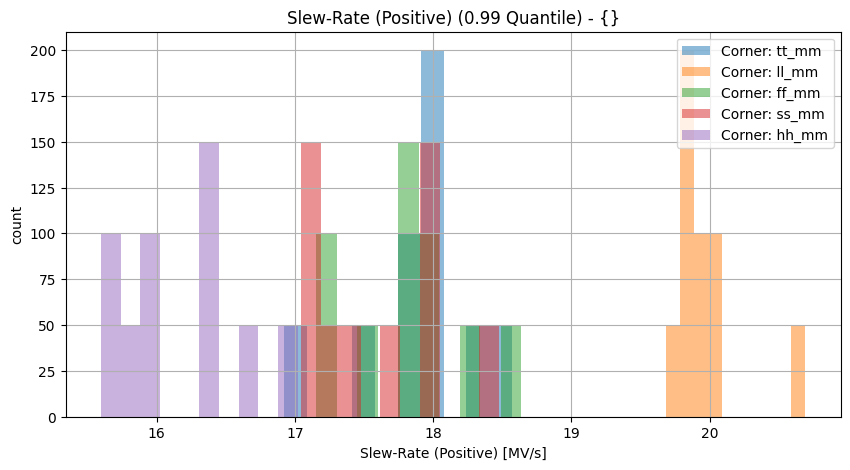 Slew-Rate (Positive) (0.99 Quantile) - {}
200
175
150
125
100
75
50
25
0
count
Corner: tt_mm
Corner: ll_mm
Corner: ff_mm
Corner: ss_mm
Corner: hh_mm
16
17
18
19
20
Slew-Rate (Positive) [MV/s]